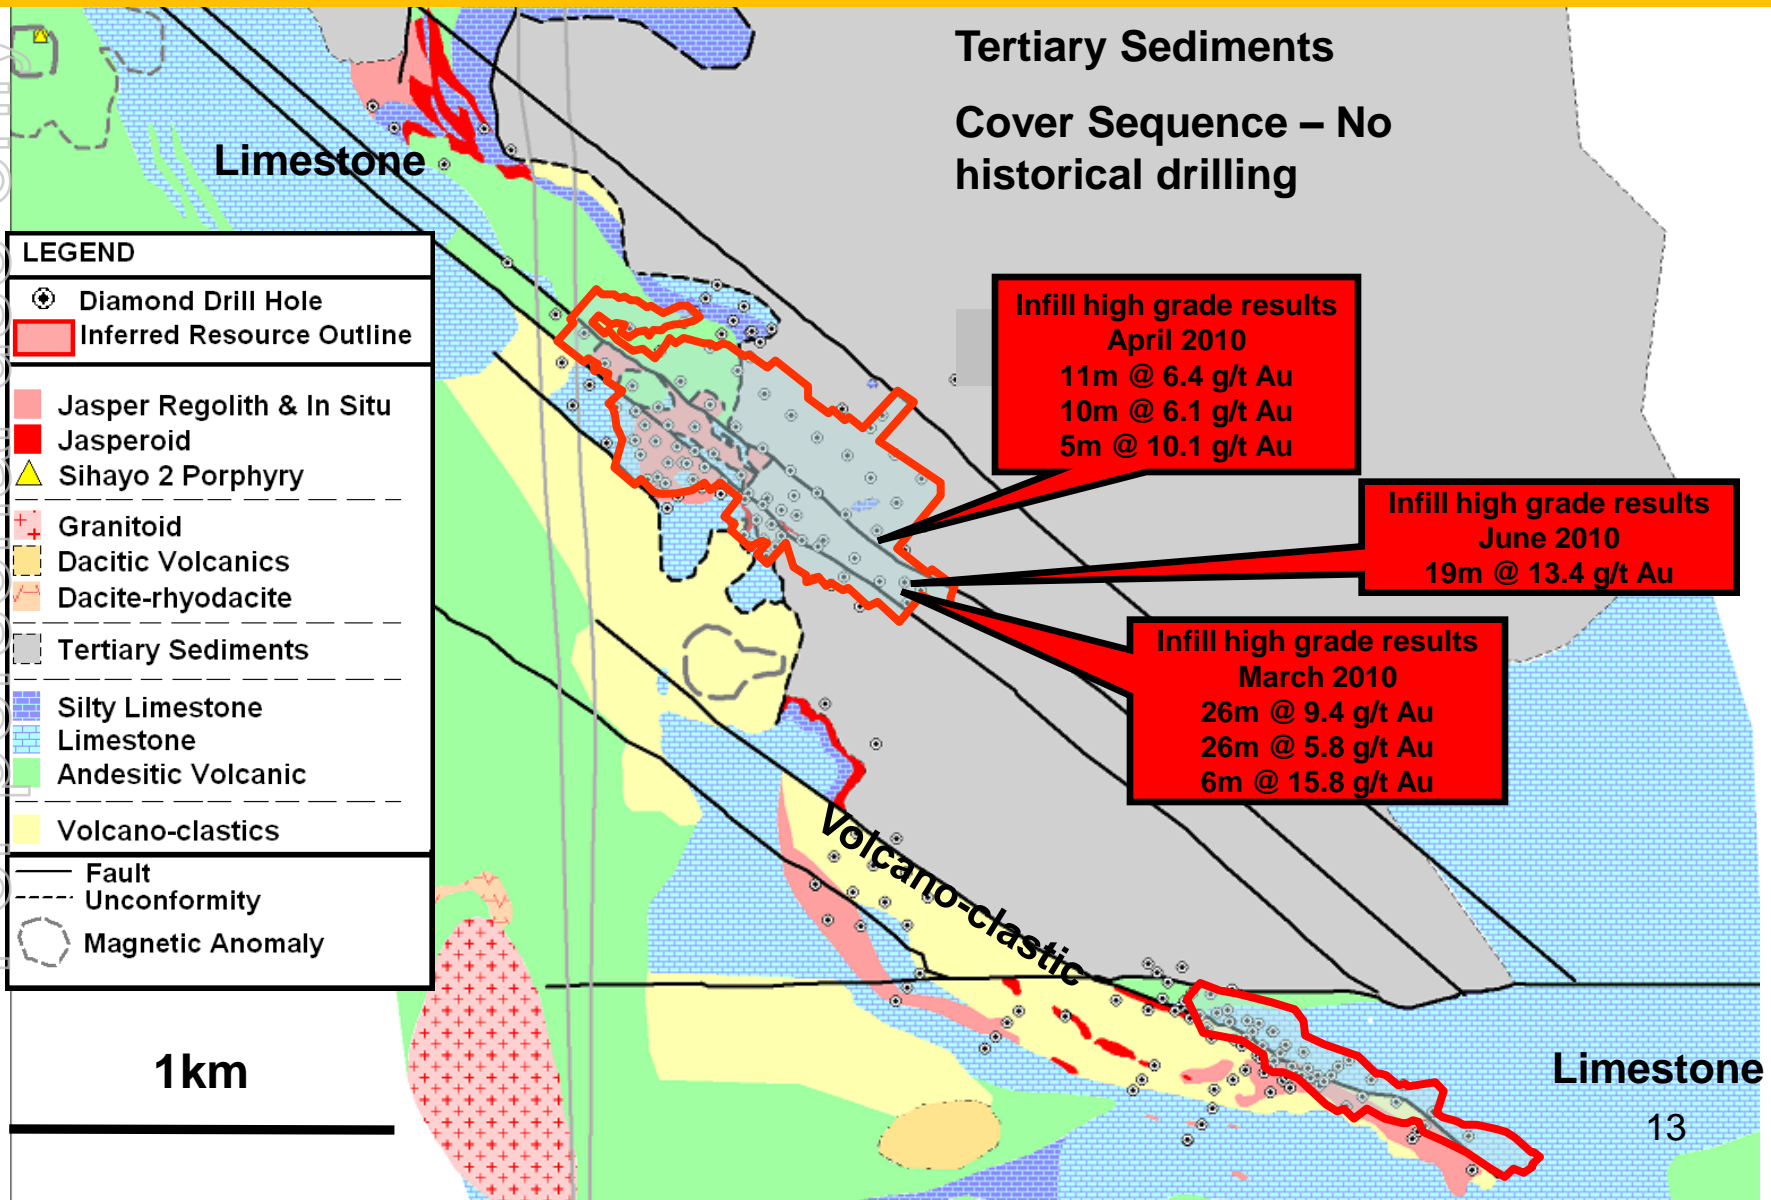 Tertiary Sediments
Cover Sequence – No
historical drilling
Limestone
LEGEND
Diamond Drill Hole
Inferred Resource Outline
Jasper Regolith & In Situ
Jasperoid
Sihayo 2 Porphyry
Granitoid
Dacitic Volcanics
Dacite-rhyodacite
Tertiary Sediments
Silty Limestone
Limestone
Andesitic Volcanic
Volcano-clastics
Fault
Unconformity
Magnetic Anomaly
Infill high grade results
April 2010
11m @ 6.4 g/t Au
10m @ 6.1 g/t Au
5m @ 10.1 g/t Au
Infill high grade results
June 2010
19m @ 13.4 g/t Au
Infill high grade results
March 2010
26m @ 9.4 g/t Au
26m @ 5.8 g/t Au
6m @ 15.8 g/t Au
Volcano-clastic
1km
Limestone
13